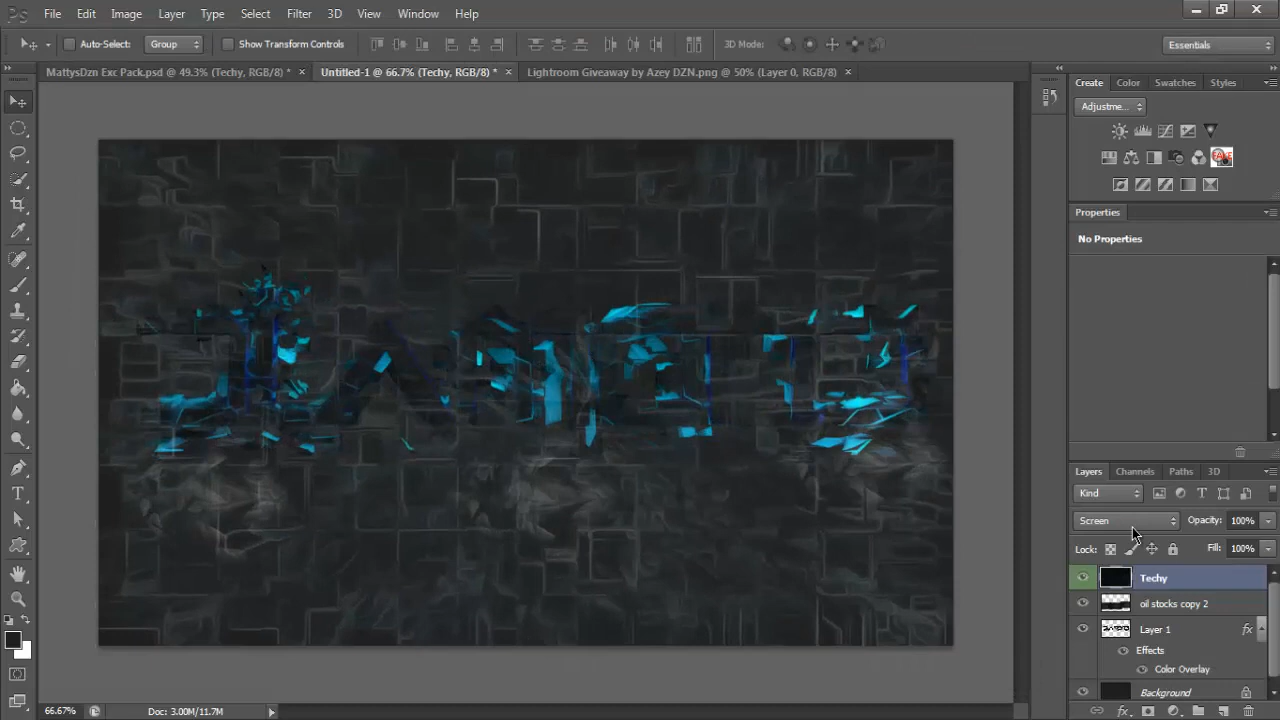 Ps File Edit Image Layer Type Select Filter 3D View Window Help
Auto-Select: Group Show Transform Controls 3D Mode: Essentials
MattysDzn Exc Pack.psd @ 49.3% (Techy, RGB/8) * × Untitled-1 @ 66.7% (Techy, RGB/8) * × Lightroom Giveaway by Azey DZN.png @ 50% (Layer 0, RGB/8) ×
Create Color Swatches Styles
Adjustme...
Properties
No Properties
Layers Channels Paths 3D
Kind
Screen Opacity: 100%
Lock: Fill: 100%
Techy
oil stocks copy 2
Layer 1 fx
Effects
Color Overlay
Background
66.67% Doc: 3.00M/11.7M